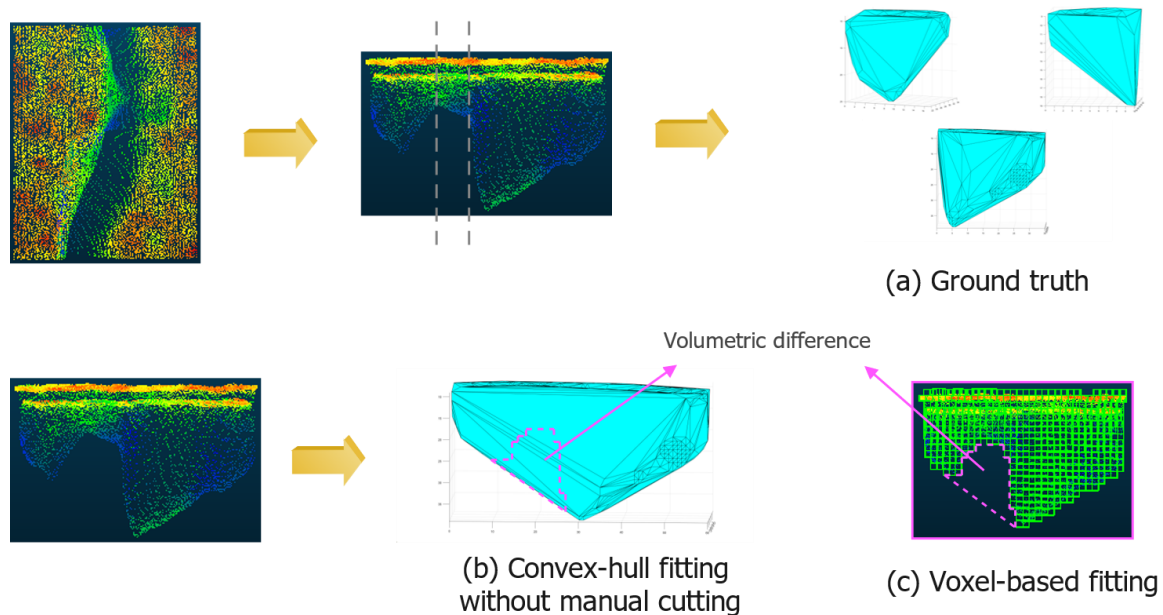 (a) Ground truth
Volumetric difference
(b) Convex-hull fitting
without manual cutting
(c) Voxel-based fitting